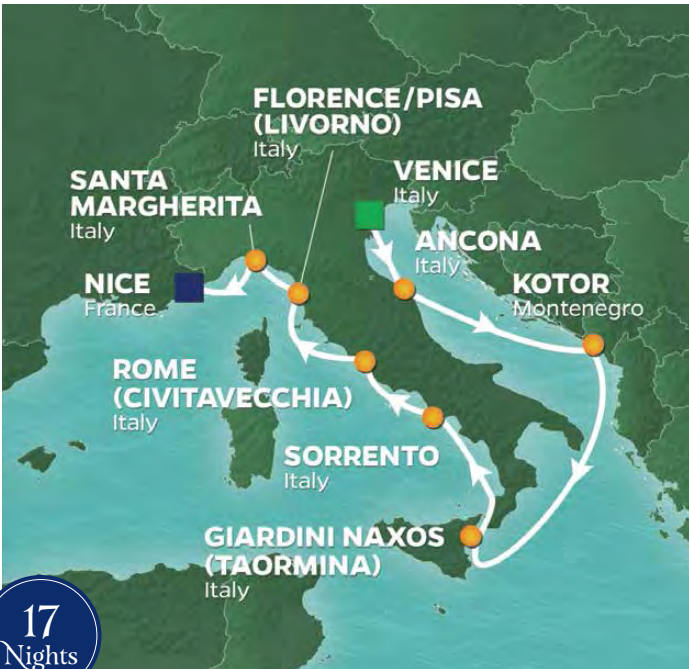 FLORENCE/PISA
(LIVORNO)
Italy
SANTA
MARGHERITA
Italy
VENICE
Italy
ANCONA
Italy
NICE
France
KOTOR
Montenegro
ROME
(CIVITAVECCHIA)
Italy
SORRENTO
Italy
GIARDINI NAXOS
(TAORMINA)
Italy
17
Nights